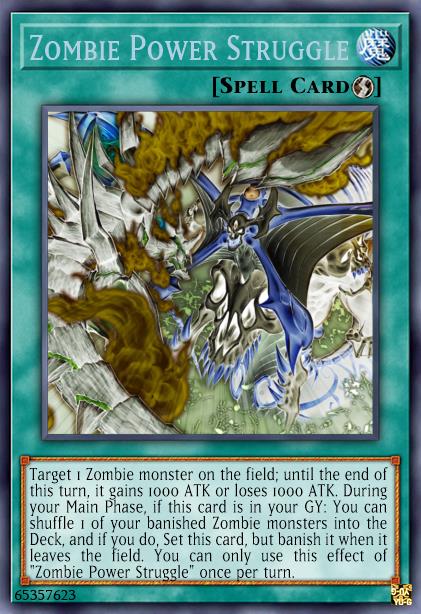 Zombie Power Struggle
魔
[Spell Card]
Target 1 Zombie monster on the field; until the end of
this turn, it gains 1000 ATK or loses 1000 ATK. During
your Main Phase, if this card is in your GY: You can
shuffle 1 of your banished Zombie monsters into the
Deck, and if you do, Set this card, but banish it when it
leaves the field. You can only use this effect of
"Zombie Power Struggle" once per turn.
65357623